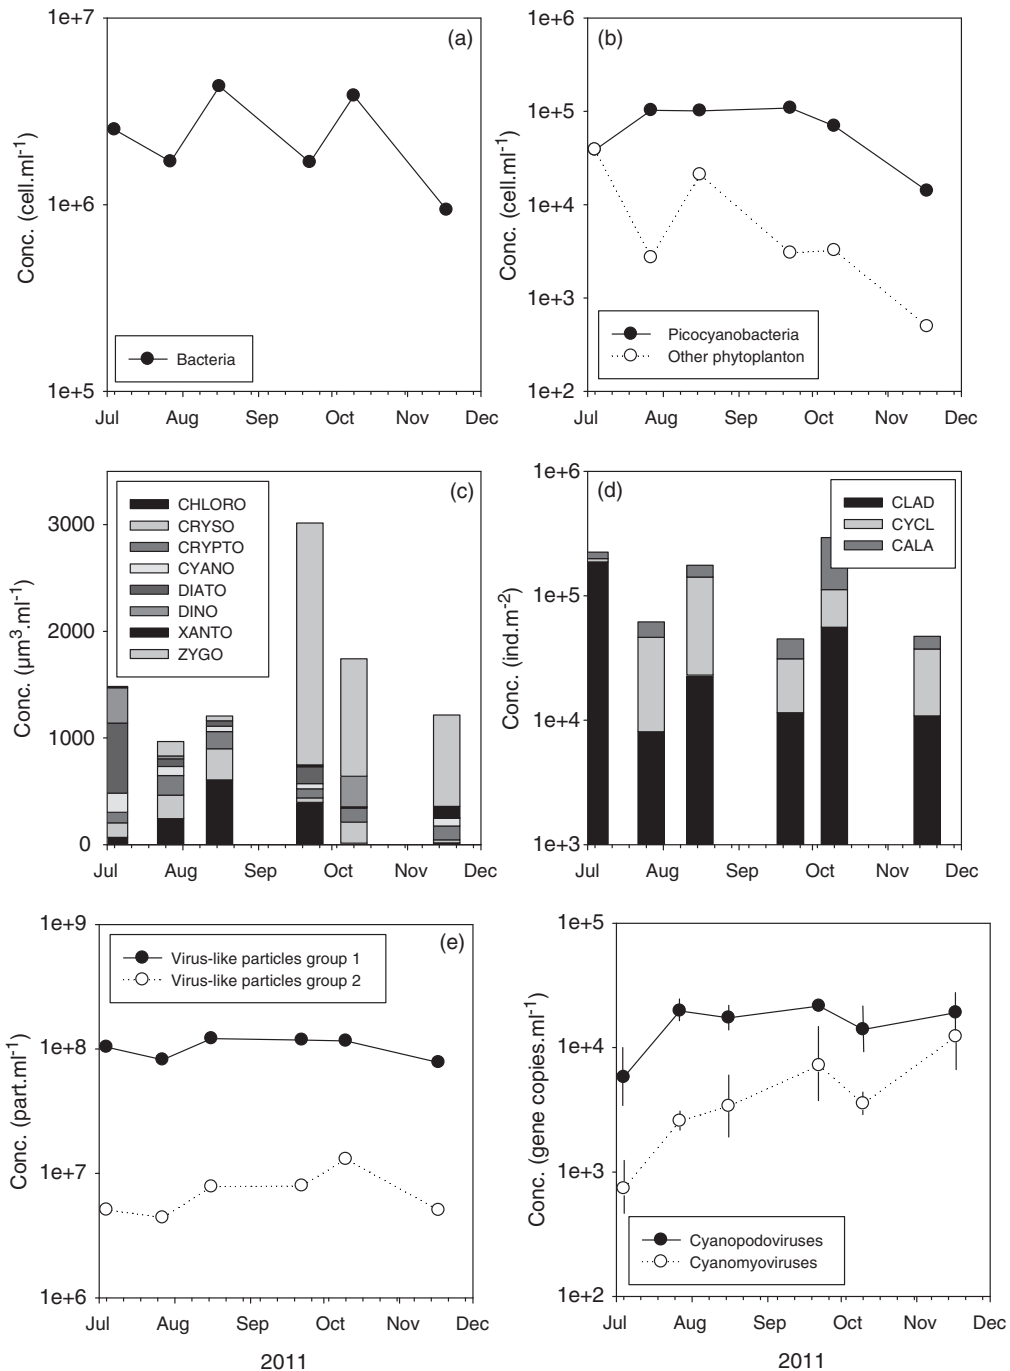 1e+7
(a)
Conc. (cell.ml-1)
1e+6
Bacteria
1e+5
Jul Aug Sep Oct Nov Dec
1e+6
(b)
1e+5
Conc. (cell.ml-1)
1e+4
1e+3
Picocyanobacteria
Other phytoplanton
1e+2
Jul Aug Sep Oct Nov Dec
(c)
3000
CHLORO
CRYSO
CRYPTO
CYANO
DIATO
DINO
XANTO
ZYGO
Conc. (µm3.ml-1)
2000
1000
0
Jul Aug Sep Oct Nov Dec
1e+6
(d)
CLAD
CYCL
CALA
1e+5
Conc. (ind.m-2)
1e+4
1e+3
Jul Aug Sep Oct Nov Dec
1e+9
(e)
Virus-like particles group 1
Virus-like particles group 2
1e+8
Conc. (part.ml-1)
1e+7
1e+6
Jul Aug Sep Oct Nov Dec
2011
1e+5
1e+4
Conc. (gene copies.ml-1)
1e+3
Cyanopodoviruses
Cyanomyoviruses
1e+2
Jul Aug Sep Oct Nov Dec
2011